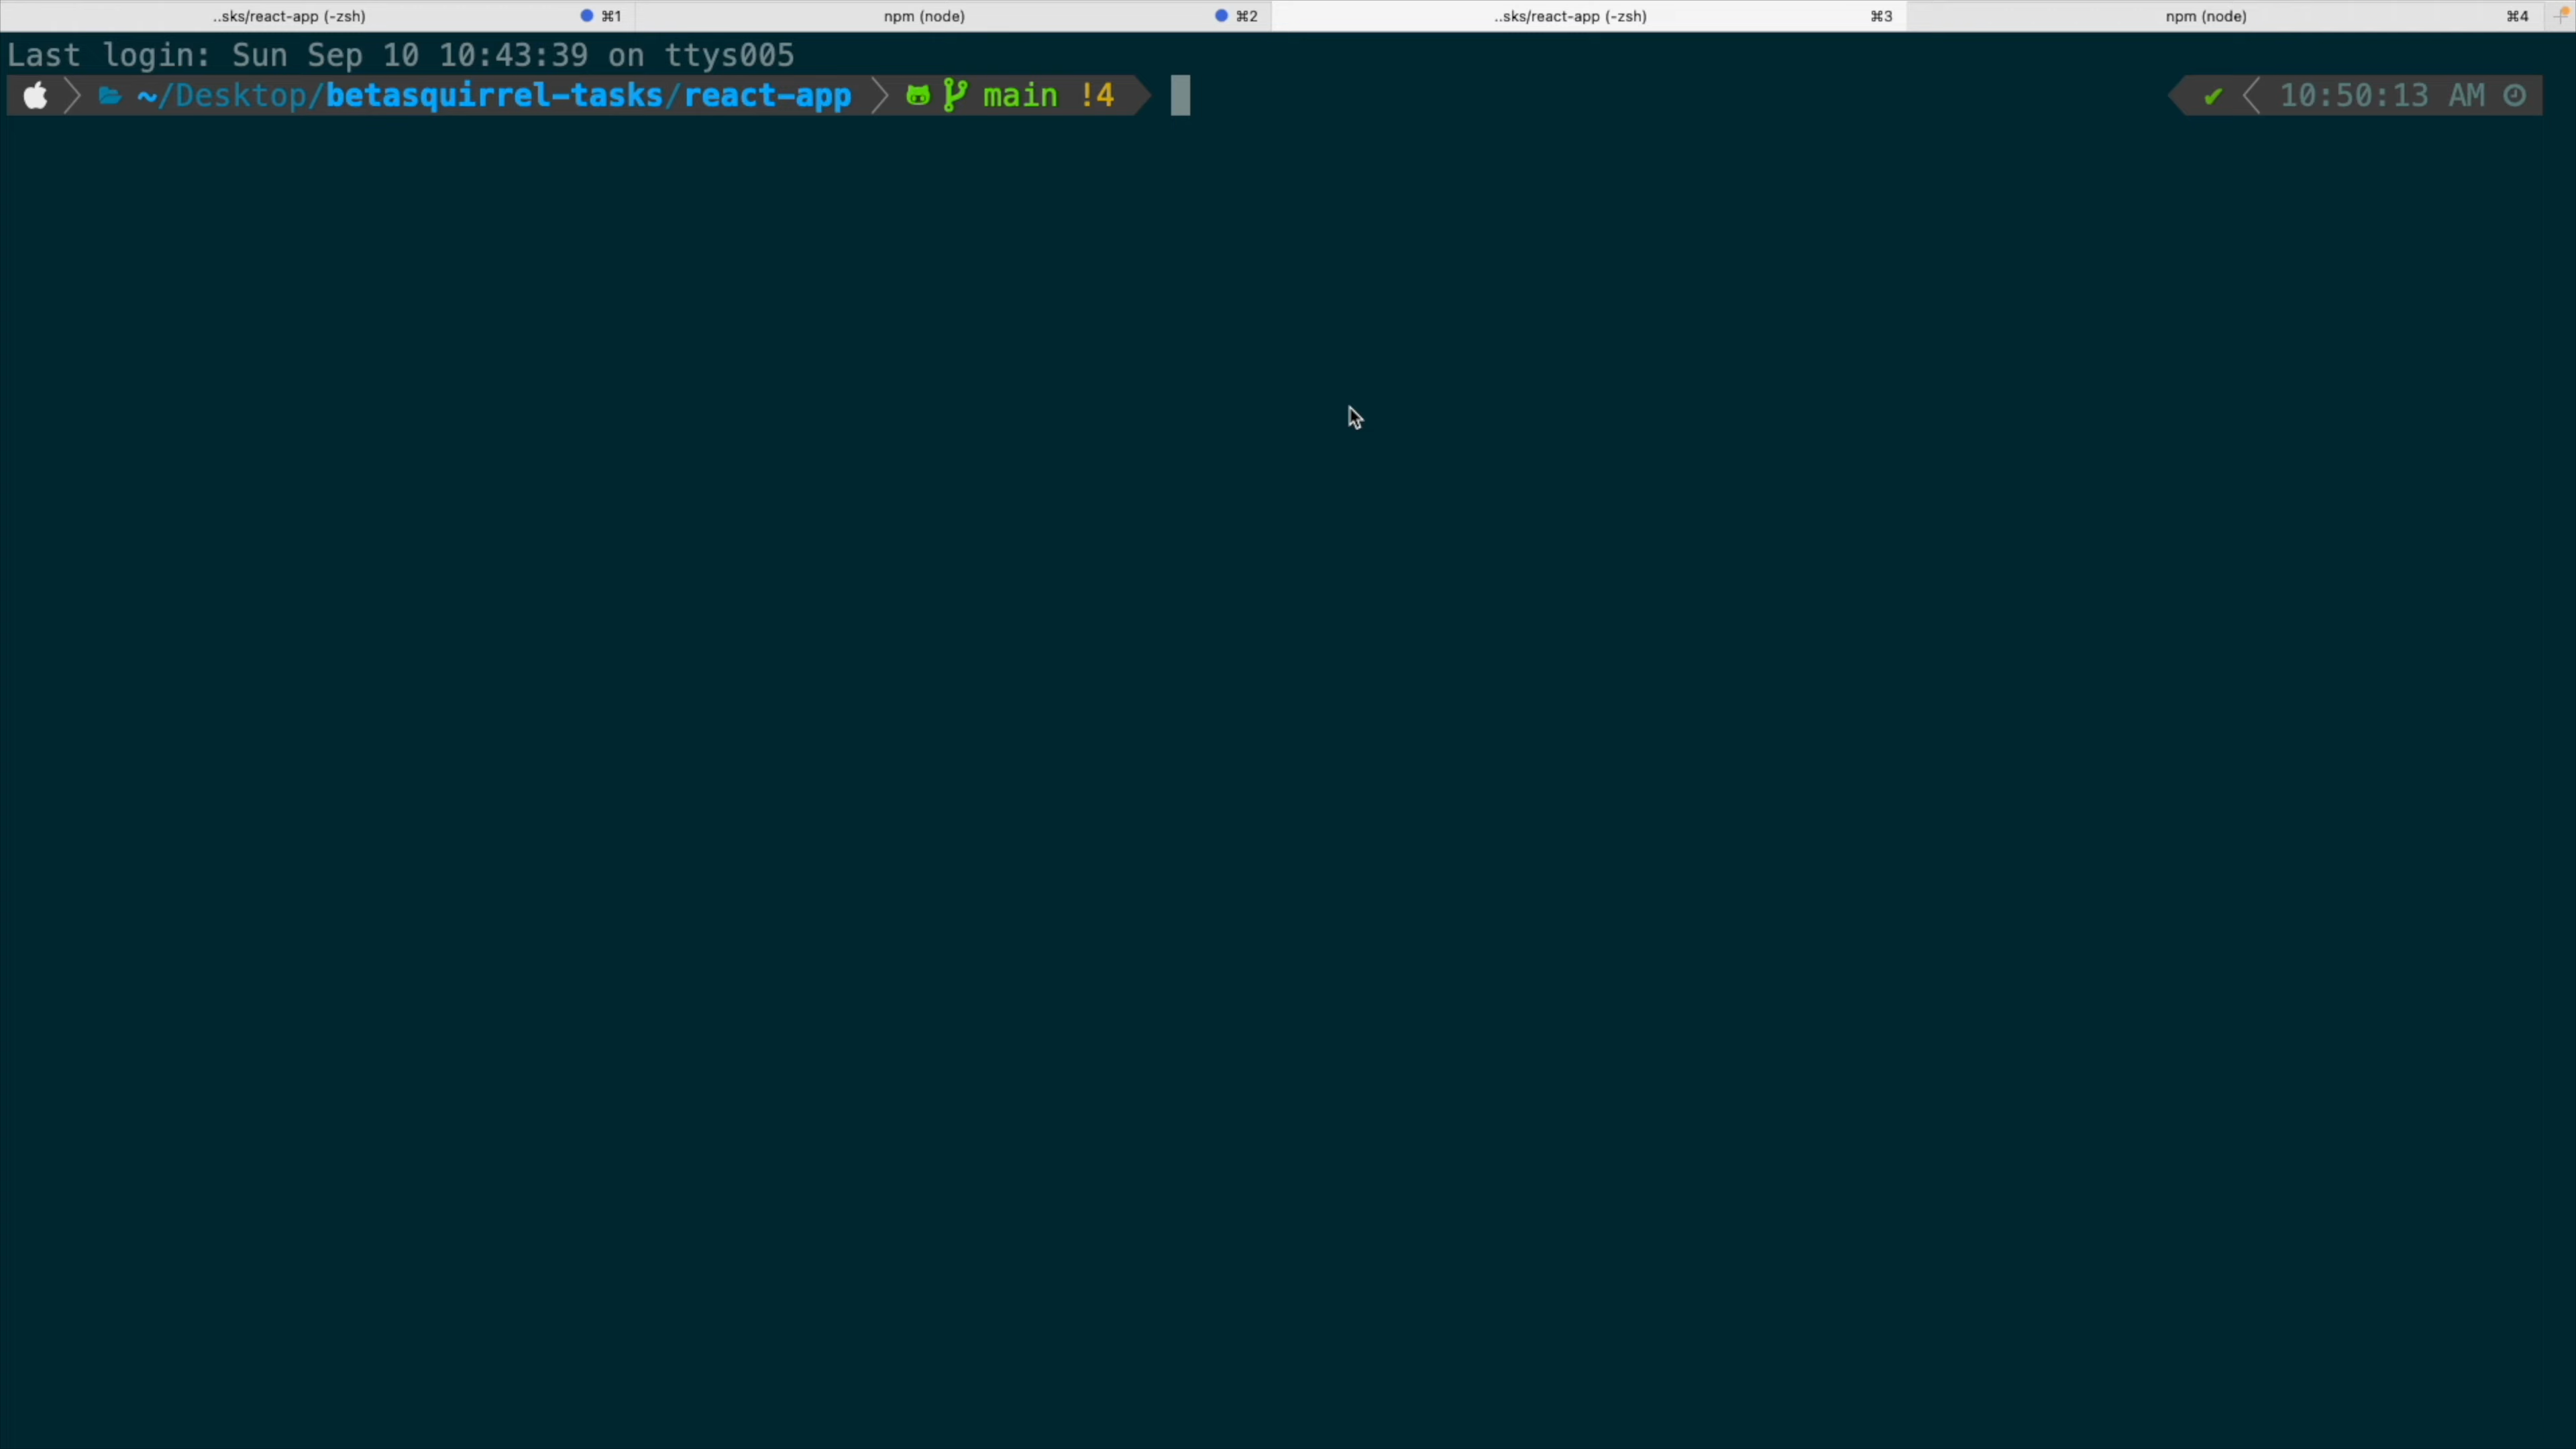 ..sks/react-app (-zsh) ⌘1 npm (node) ⌘2 ..sks/react-app (-zsh) ⌘3 npm (node) ⌘4
Last login: Sun Sep 10 10:43:39 on ttys005
~/Desktop/betasquirrel-tasks/react-app main !4 ✔ 10:50:13 AM